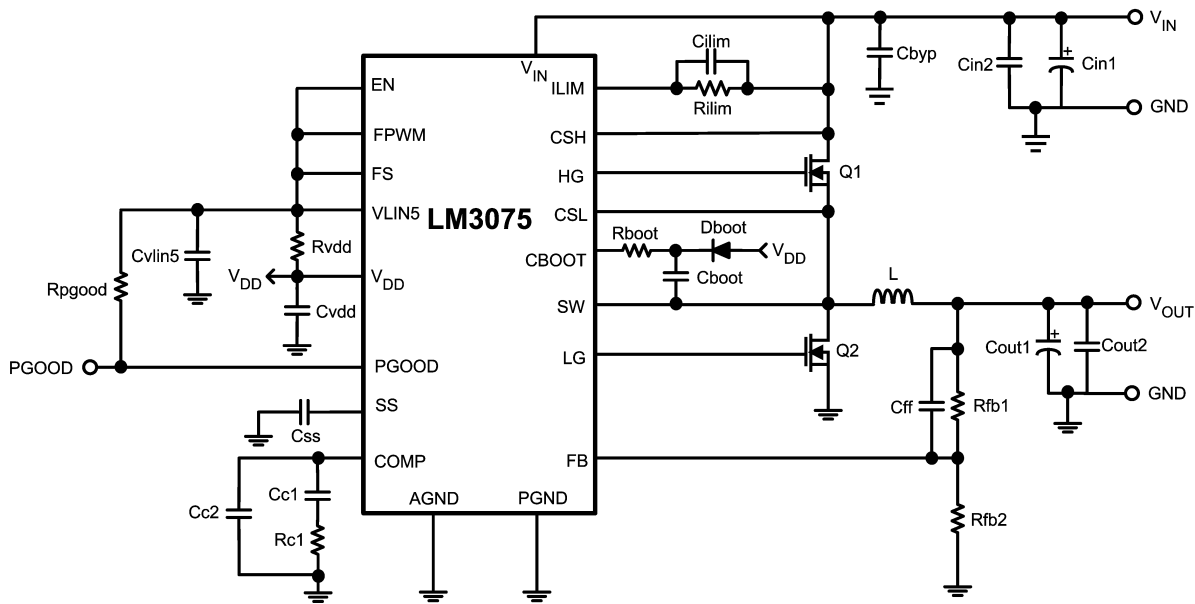 VIN
Cilim
Cbyp
Cin2
+
Cin1
VIN
ILIM
Rilim
EN
GND
FPWM
CSH
FS
HG
Q1
VLIN5
LM3075
CSL
Cvlin5
Rvdd
Rboot
Dboot
VDD
CBOOT
VDD
VDD
Cboot
L
Rpgood
Cvdd
SW
VOUT
+
Cout1
Cout2
LG
Q2
PGOOD
PGOOD
GND
SS
Cff
Rfb1
Css
COMP
FB
Cc1
AGND
PGND
Cc2
Rc1
Rfb2